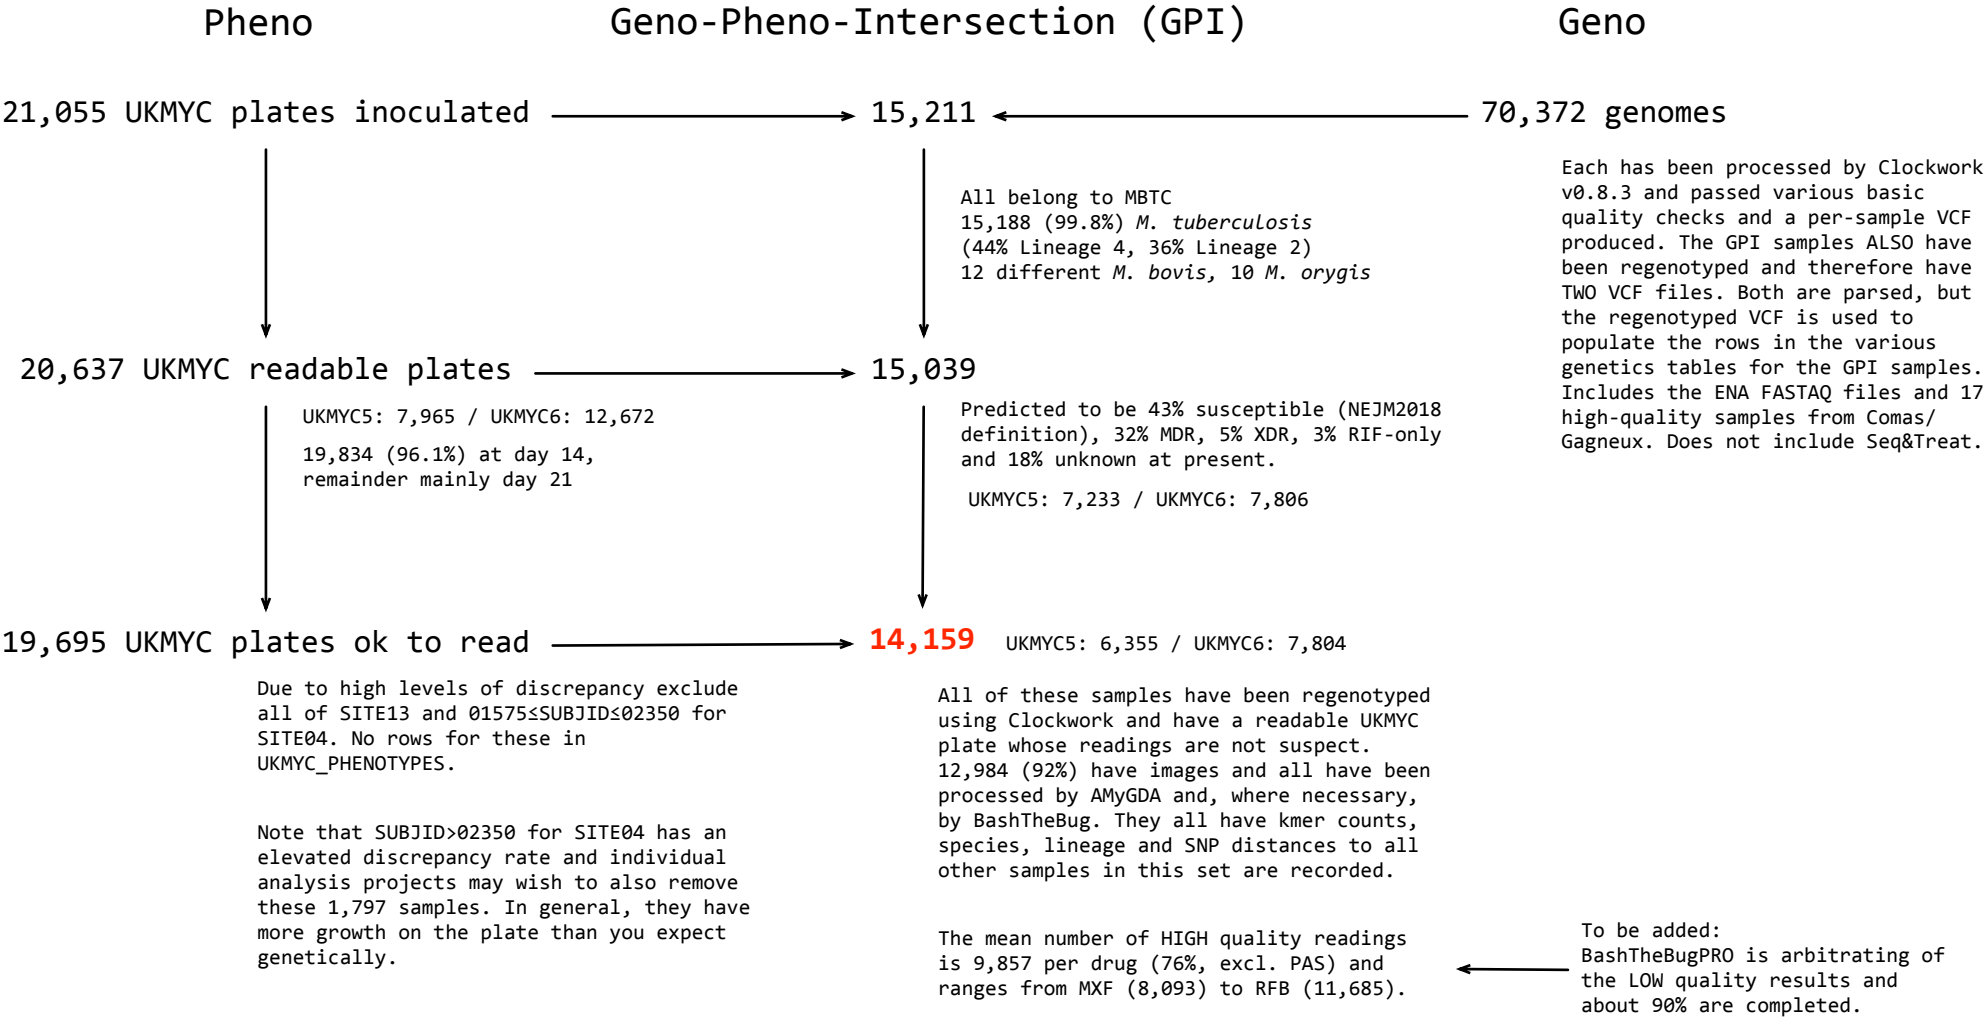 Pheno
Geno-Pheno-Intersection (GPI)
Geno
21,055 UKMYC plates inoculated
15,211
70,372 genomes
Each has been processed by Clockwork
v0.8.3 and passed various basic
quality checks and a per-sample VCF
produced. The GPI samples ALSO have
been regenotyped and therefore have
TWO VCF files. Both are parsed, but
the regenotyped VCF is used to
populate the rows in the various
genetics tables for the GPI samples.
Includes the ENA FASTAQ files and 17
high-quality samples from Comas/
Gagneux. Does not include Seq&Treat.
All belong to MBTC
15,188 (99.8%) M. tuberculosis
(44% Lineage 4, 36% Lineage 2)
12 different M. bovis, 10 M. orygis
20,637 UKMYC readable plates
15,039
UKMYC5: 7,965 / UKMYC6: 12,672
19,834 (96.1%) at day 14,
remainder mainly day 21
Predicted to be 43% susceptible (NEJM2018
definition), 32% MDR, 5% XDR, 3% RIF-only
and 18% unknown at present.
UKMYC5: 7,233 / UKMYC6: 7,806
19,695 UKMYC plates ok to read
14,159
UKMYC5: 6,355 / UKMYC6: 7,804
Due to high levels of discrepancy exclude
all of SITE13 and 01575≤SUBJID≤02350 for
SITE04. No rows for these in
UKMYC_PHENOTYPES.
Note that SUBJID>02350 for SITE04 has an
elevated discrepancy rate and individual
analysis projects may wish to also remove
these 1,797 samples. In general, they have
more growth on the plate than you expect
genetically.
All of these samples have been regenotyped
using Clockwork and have a readable UKMYC
plate whose readings are not suspect.
12,984 (92%) have images and all have been
processed by AMyGDA and, where necessary,
by BashTheBug. They all have kmer counts,
species, lineage and SNP distances to all
other samples in this set are recorded.
The mean number of HIGH quality readings
is 9,857 per drug (76%, excl. PAS) and
ranges from MXF (8,093) to RFB (11,685).
To be added:
BashTheBugPRO is arbitrating of
the LOW quality results and
about 90% are completed.